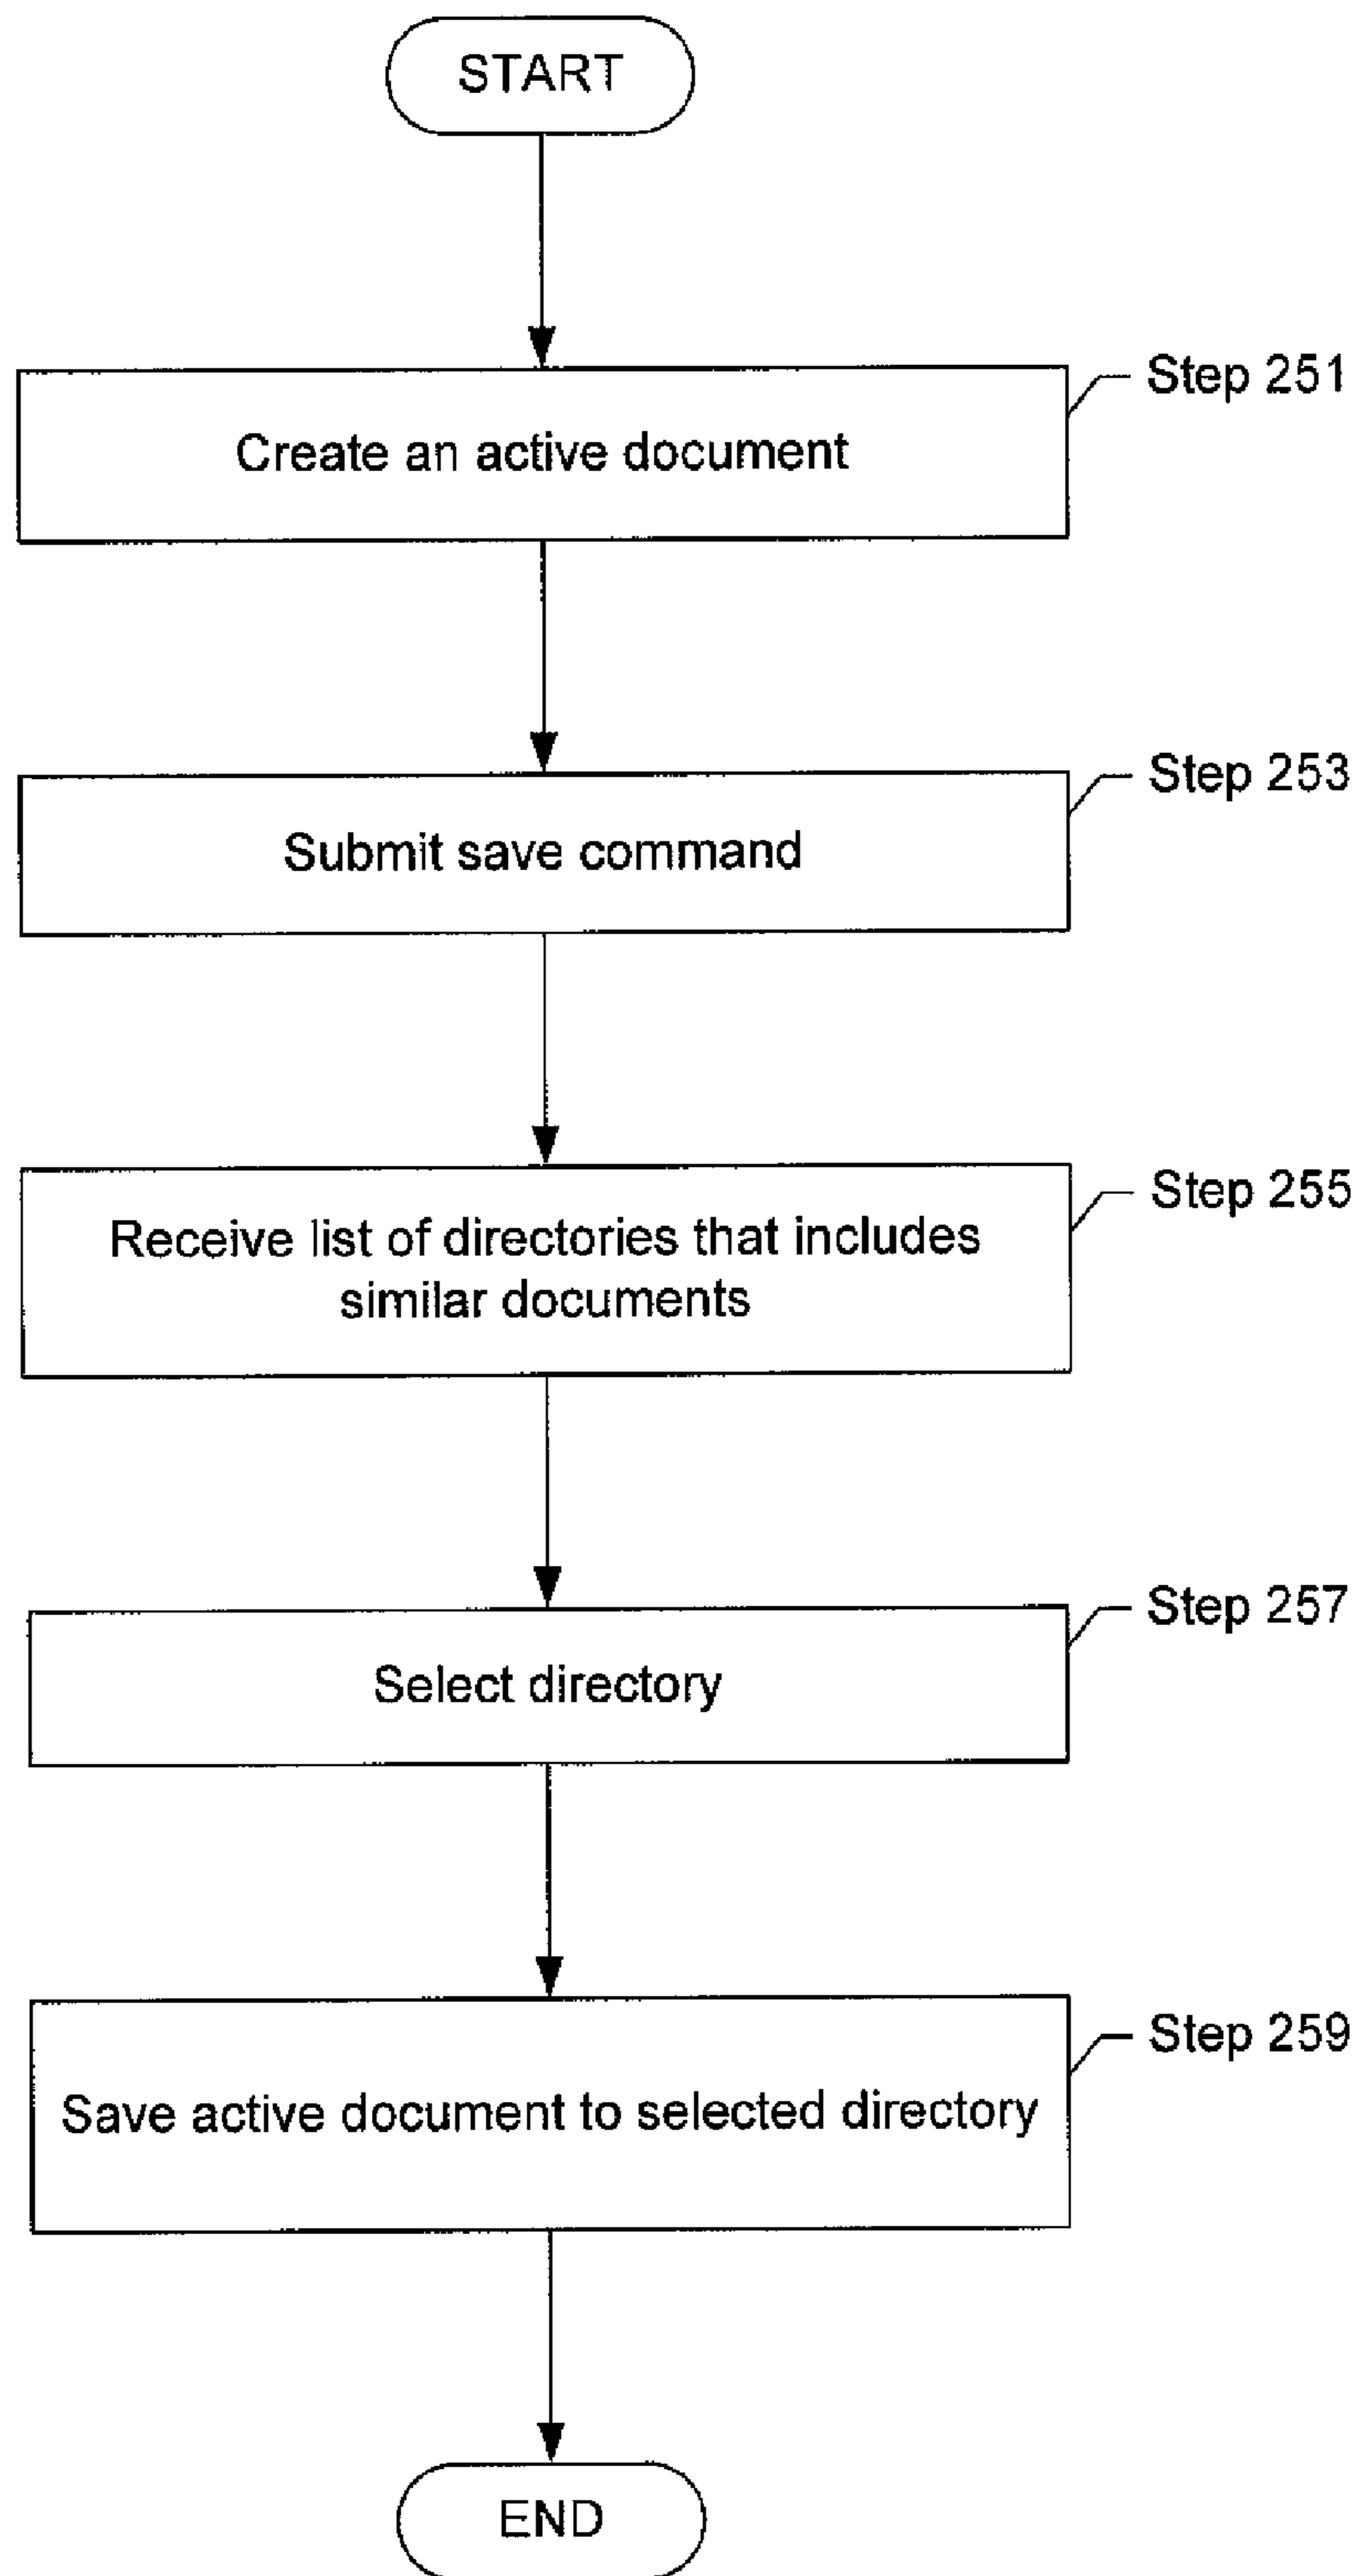 START
Step 251
Create an active document
Step 253
Submit save command
Step 255
Receive list of directories that includes
similar documents
Step 257
Select directory
Step 259
Save active document to selected directory
END